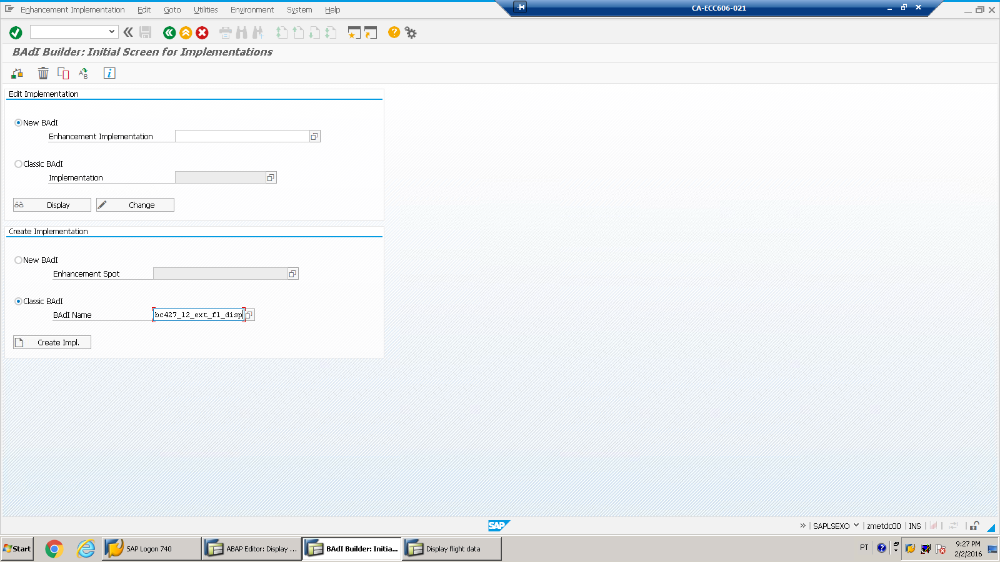 Enhancement Implementation Edit Goto Utilities Environment System Help
CA-ECC606-021
BAdI Builder: Initial Screen for Implementations
Edit Implementation
New BAdI
Enhancement Implementation
Classic BAdI
Implementation
Display Change
Create Implementation
New BAdI
Enhancement Spot
Classic BAdI
BAdI Name bc427_12_ext_fl_disp
Create Impl.
SAP
SAPLSEXO zmetdc00 INS
Start SAP Logon 740 ABAP Editor: Display ... BAdI Builder: Initia... Display flight data PT 9:27 PM
2/2/2016